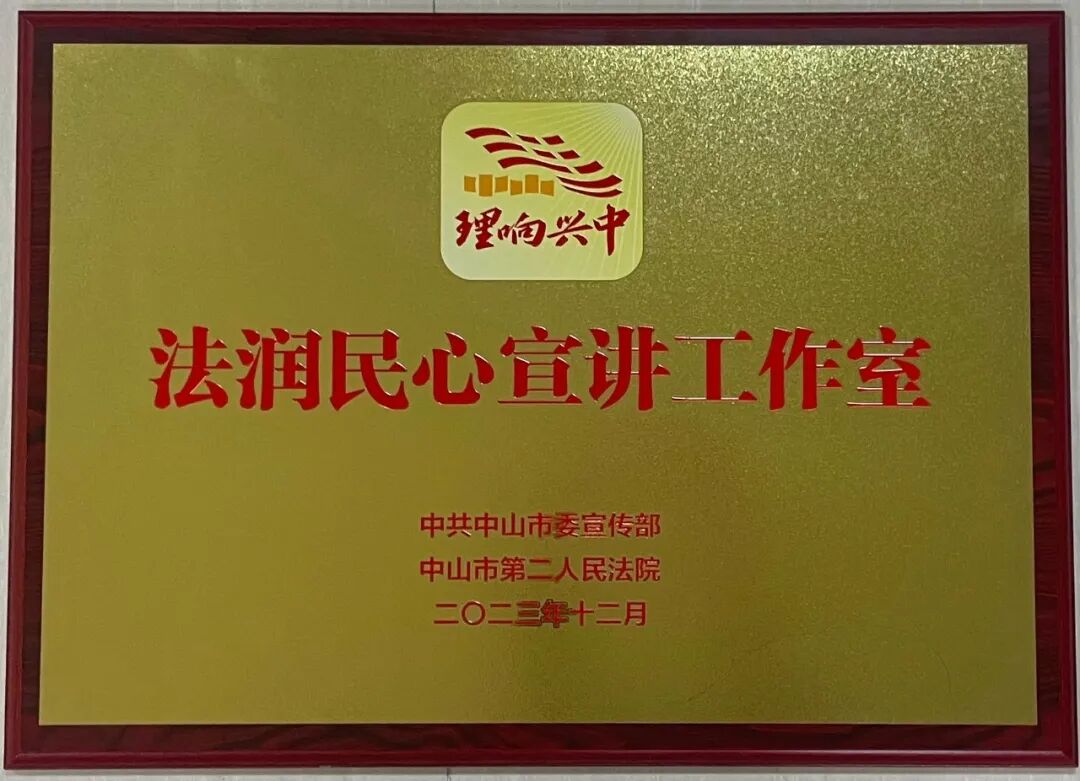 理响兴中
法润民心宣讲工作室
中共中山市委宣传部
中山市第二人民法院
二〇二三年十二月